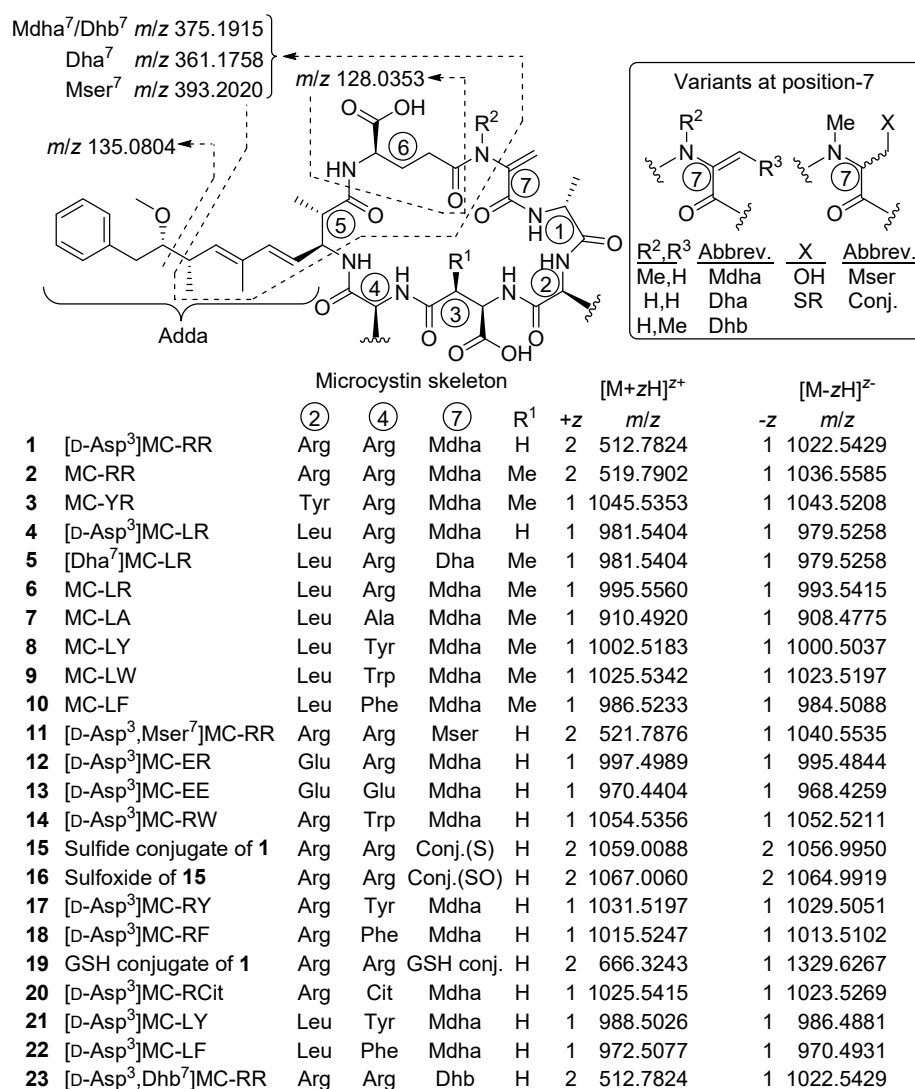 Mdha⁷/Dhb⁷ m/z 375.1915
Dha⁷ m/z 361.1758
Mser⁷ m/z 393.2020
m/z 128.0353
m/z 135.0804
O
OH
R²
6
N
7
O
NH
O
5
O
HN
1
O
O
NH
R¹
HN
2
4
NH
3
NH
O
O
O
O
OH
Adda
Microcystin skeleton
Variants at position-7
R²
N
7
R³
O
Me
N
X
7
O
R²,R³ Abbrev. X Abbrev.
Me,H Mdha OH Mser
H,H Dha SR Conj.
H,Me Dhb
[M+zH]ᶻ⁺ [M-zH]ᶻ⁻
2 4 7 R¹ +z m/z -z m/z
1 [D-Asp³]MC-RR Arg Arg Mdha H 2 512.7824 1 1022.5429
2 MC-RR Arg Arg Mdha Me 2 519.7902 1 1036.5585
3 MC-YR Tyr Arg Mdha Me 1 1045.5353 1 1043.5208
4 [D-Asp³]MC-LR Leu Arg Mdha H 1 981.5404 1 979.5258
5 [Dha⁷]MC-LR Leu Arg Dha Me 1 981.5404 1 979.5258
6 MC-LR Leu Arg Mdha Me 1 995.5560 1 993.5415
7 MC-LA Leu Ala Mdha Me 1 910.4920 1 908.4775
8 MC-LY Leu Tyr Mdha Me 1 1002.5183 1 1000.5037
9 MC-LW Leu Trp Mdha Me 1 1025.5342 1 1023.5197
10 MC-LF Leu Phe Mdha Me 1 986.5233 1 984.5088
11 [D-Asp³,Mser⁷]MC-RR Arg Arg Mser H 2 521.7876 1 1040.5535
12 [D-Asp³]MC-ER Glu Arg Mdha H 1 997.4989 1 995.4844
13 [D-Asp³]MC-EE Glu Glu Mdha H 1 970.4404 1 968.4259
14 [D-Asp³]MC-RW Arg Trp Mdha H 1 1054.5356 1 1052.5211
15 Sulfide conjugate of 1 Arg Arg Conj.(S) H 2 1059.0088 2 1056.9950
16 Sulfoxide of 15 Arg Arg Conj.(SO) H 2 1067.0060 2 1064.9919
17 [D-Asp³]MC-RY Arg Tyr Mdha H 1 1031.5197 1 1029.5051
18 [D-Asp³]MC-RF Arg Phe Mdha H 1 1015.5247 1 1013.5102
19 GSH conjugate of 1 Arg Arg GSH conj. H 2 666.3243 1 1329.6267
20 [D-Asp³]MC-RCit Arg Cit Mdha H 1 1025.5415 1 1023.5269
21 [D-Asp³]MC-LY Leu Tyr Mdha H 1 988.5026 1 986.4881
22 [D-Asp³]MC-LF Leu Phe Mdha H 1 972.5077 1 970.4931
23 [D-Asp³,Dhb⁷]MC-RR Arg Arg Dhb H 2 512.7824 1 1022.5429